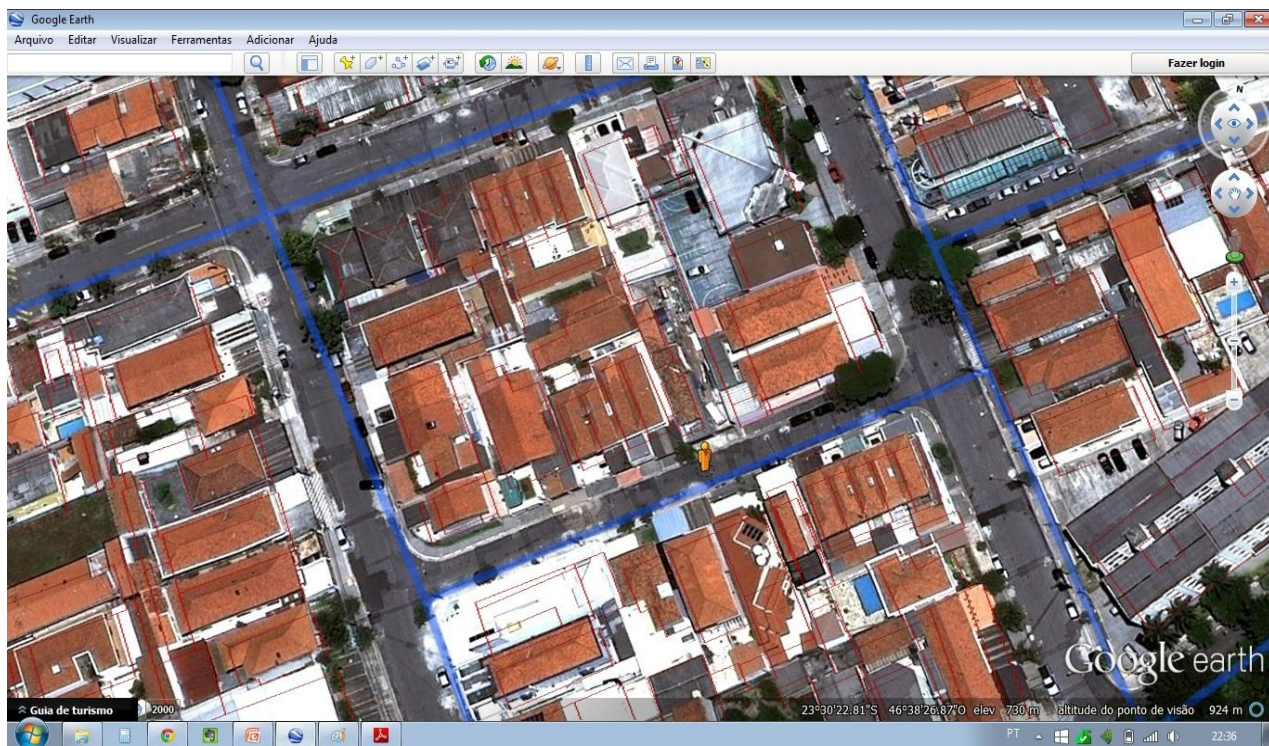 Google Earth
Arquivo Editar Visualizar Ferramentas Adicionar Ajuda
Fazer login
N
Google earth
Guia de turismo
2000
23°30'22.81"S 46°38'26.87"O elev 730 m altitude do ponto de visão 924 m
PT
22:36